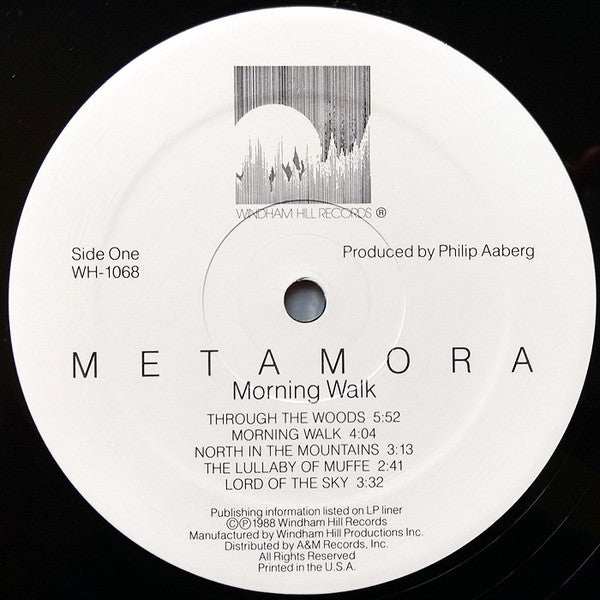 WINDHAM HILL RECORDS ®
Side One
WH-1068
Produced by Philip Aaberg
METAMORA
Morning Walk
THROUGH THE WOODS 5:52
MORNING WALK 4:04
NORTH IN THE MOUNTAINS 3:13
THE LULLABY OF MUFFE 2:41
LORD OF THE SKY 3:32
Publishing information listed on LP liner
©℗1988 Windham Hill Records
Manufactured by Windham Hill Productions Inc.
Distributed by A&M Records, Inc.
All Rights Reserved
Printed in the U.S.A.